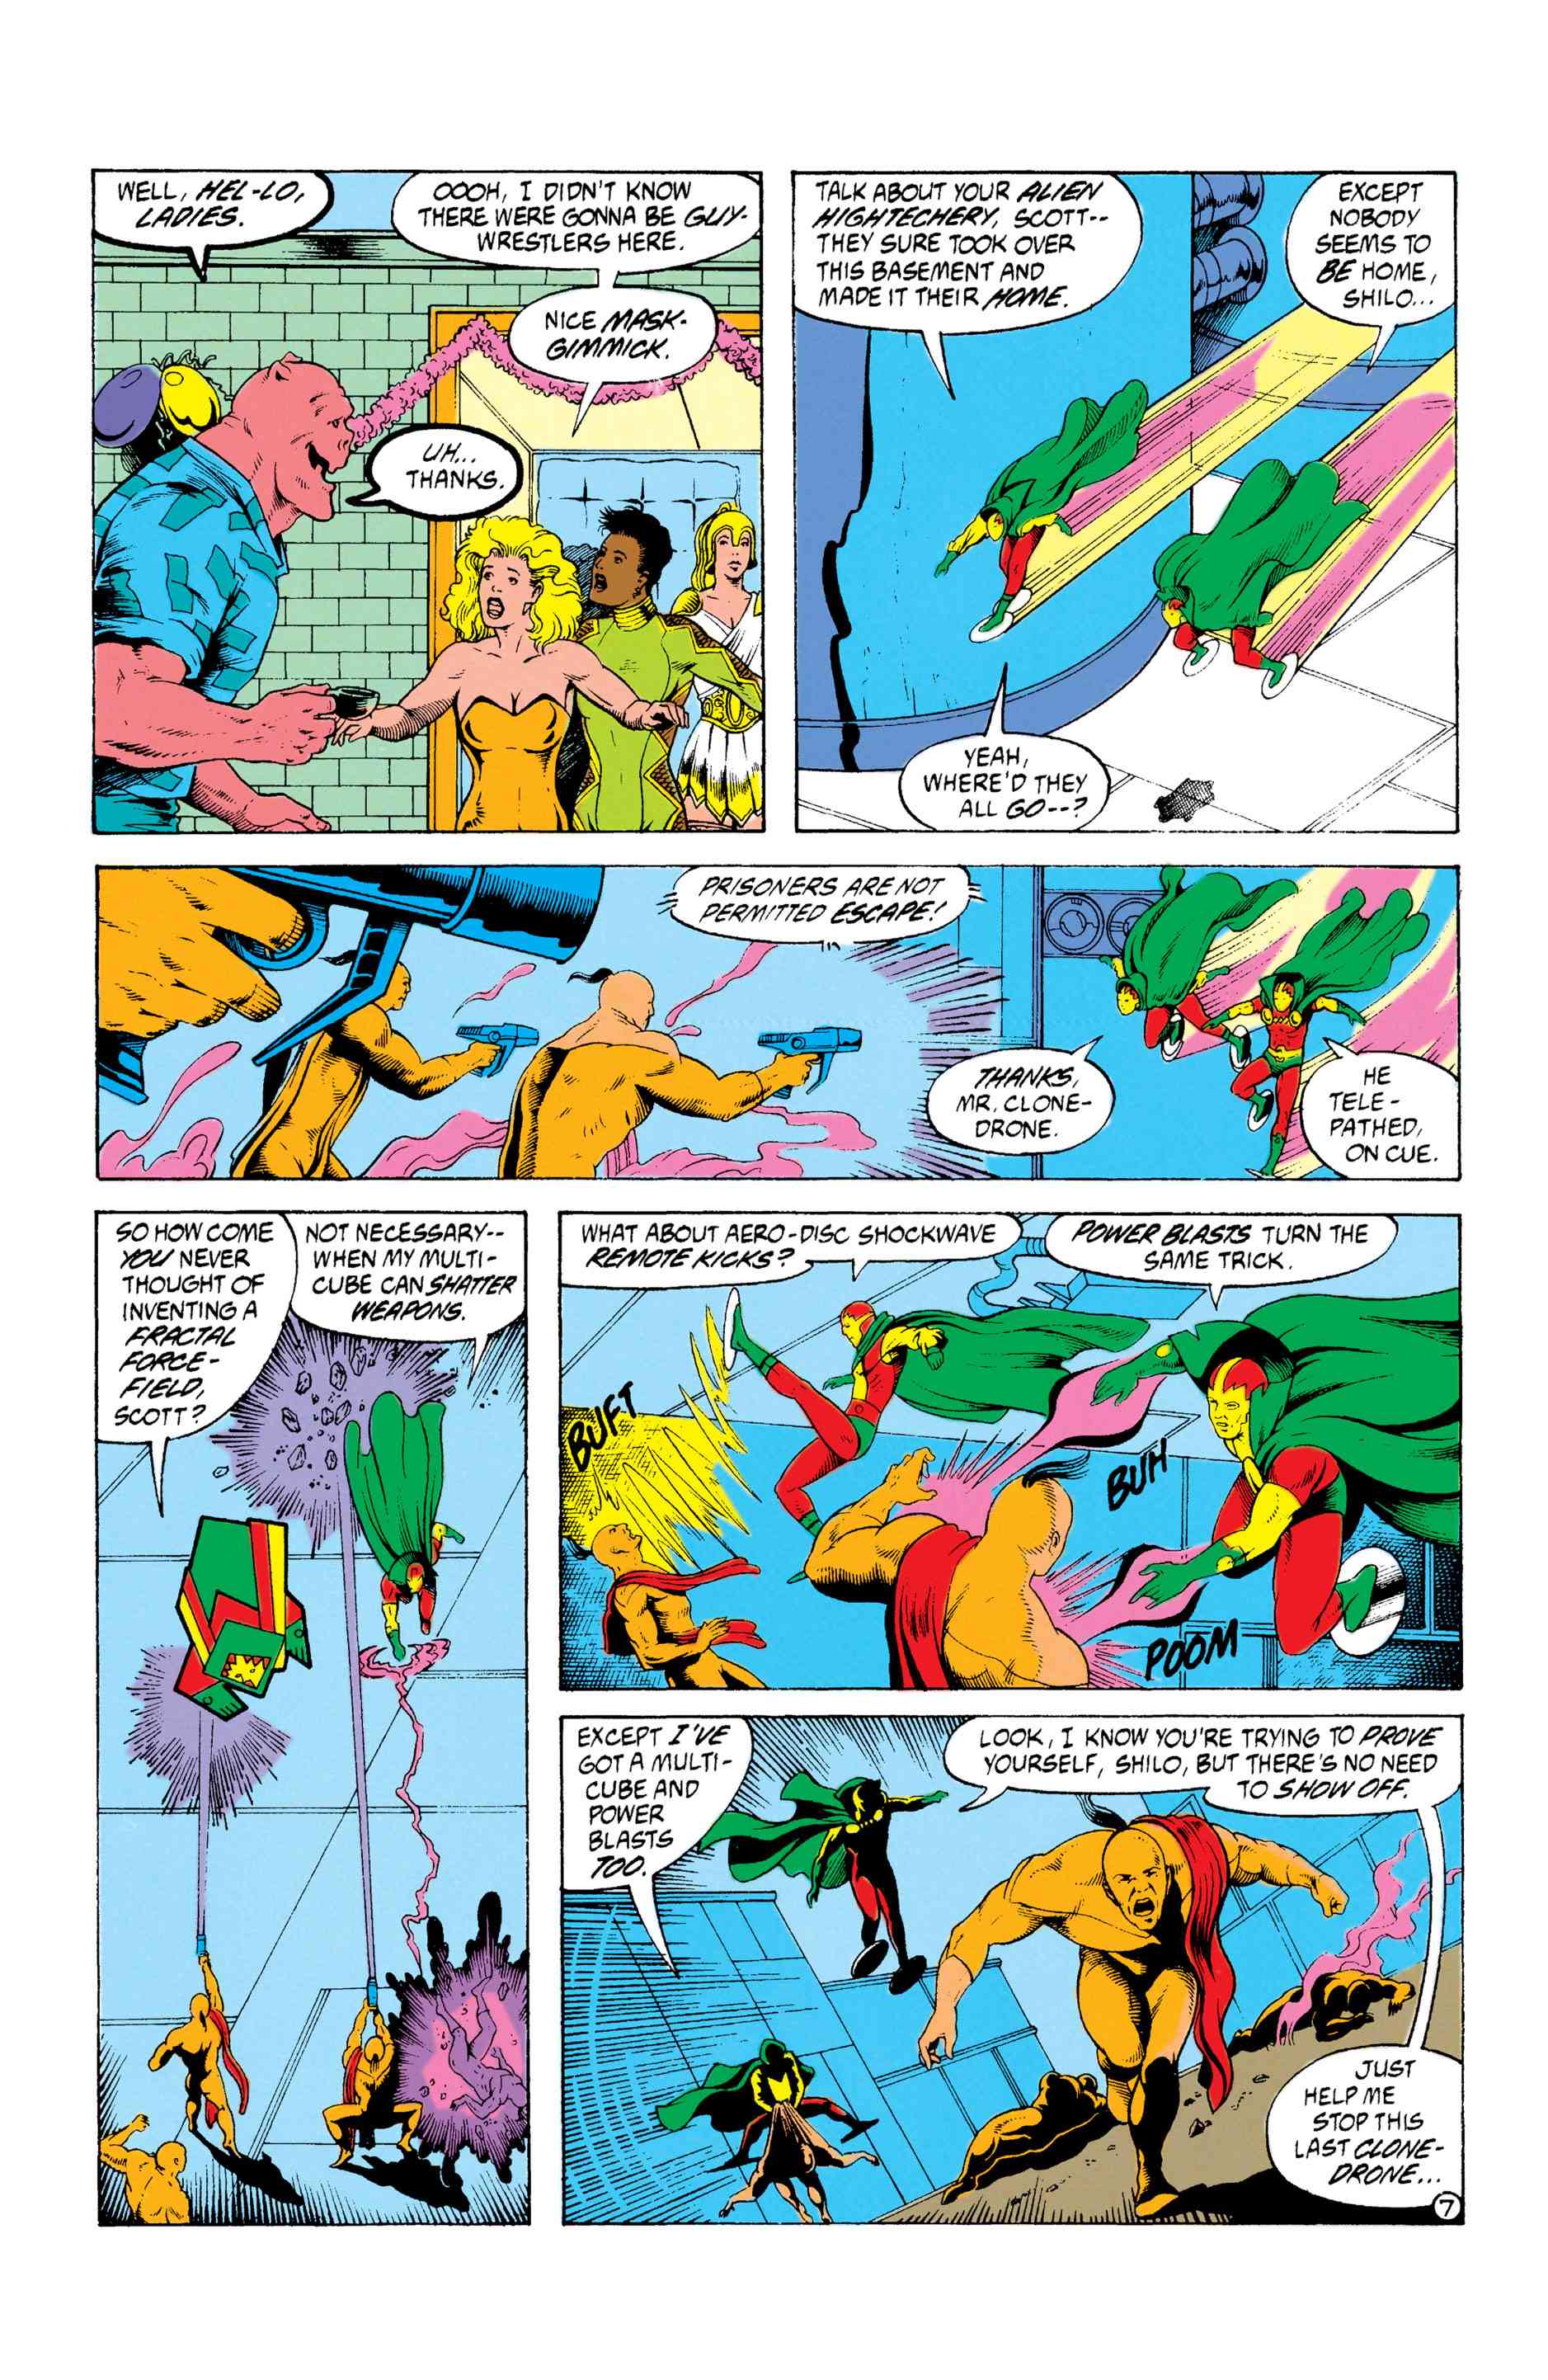 WELL, HEL-LO,
LADIES.
OOOH, I DIDN'T KNOW
THERE WERE GONNA BE GUY-
WRESTLERS HERE.
NICE MASK-
GIMMICK.
UH...
THANKS.
TALK ABOUT YOUR ALIEN
HIGHTECHERY, SCOTT--
THEY SURE TOOK OVER
THIS BASEMENT AND
MADE IT THEIR HOME.
EXCEPT
NOBODY
SEEMS TO
BE HOME,
SHILO...
YEAH,
WHERE'D THEY
ALL GO--?
PRISONERS ARE NOT
PERMITTED ESCAPE!
THANKS,
MR. CLONE-
DRONE.
HE
TELE-
PATHED,
ON CUE.
SO HOW COME
YOU NEVER
THOUGHT OF
INVENTING A
FRACTAL
FORCE-
FIELD,
SCOTT?
NOT NECESSARY--
WHEN MY MULTI-
CUBE CAN SHATTER
WEAPONS.
WHAT ABOUT AERO-DISC SHOCKWAVE
REMOTE KICKS?
POWER BLASTS TURN THE
SAME TRICK.
BUFT
BUH
POOM
EXCEPT I'VE
GOT A MULTI-
CUBE AND
POWER
BLASTS
TOO.
LOOK, I KNOW YOU'RE TRYING TO PROVE
YOURSELF, SHILO, BUT THERE'S NO NEED
TO SHOW OFF.
JUST
HELP ME
STOP THIS
LAST CLONE-
DRONE...
7